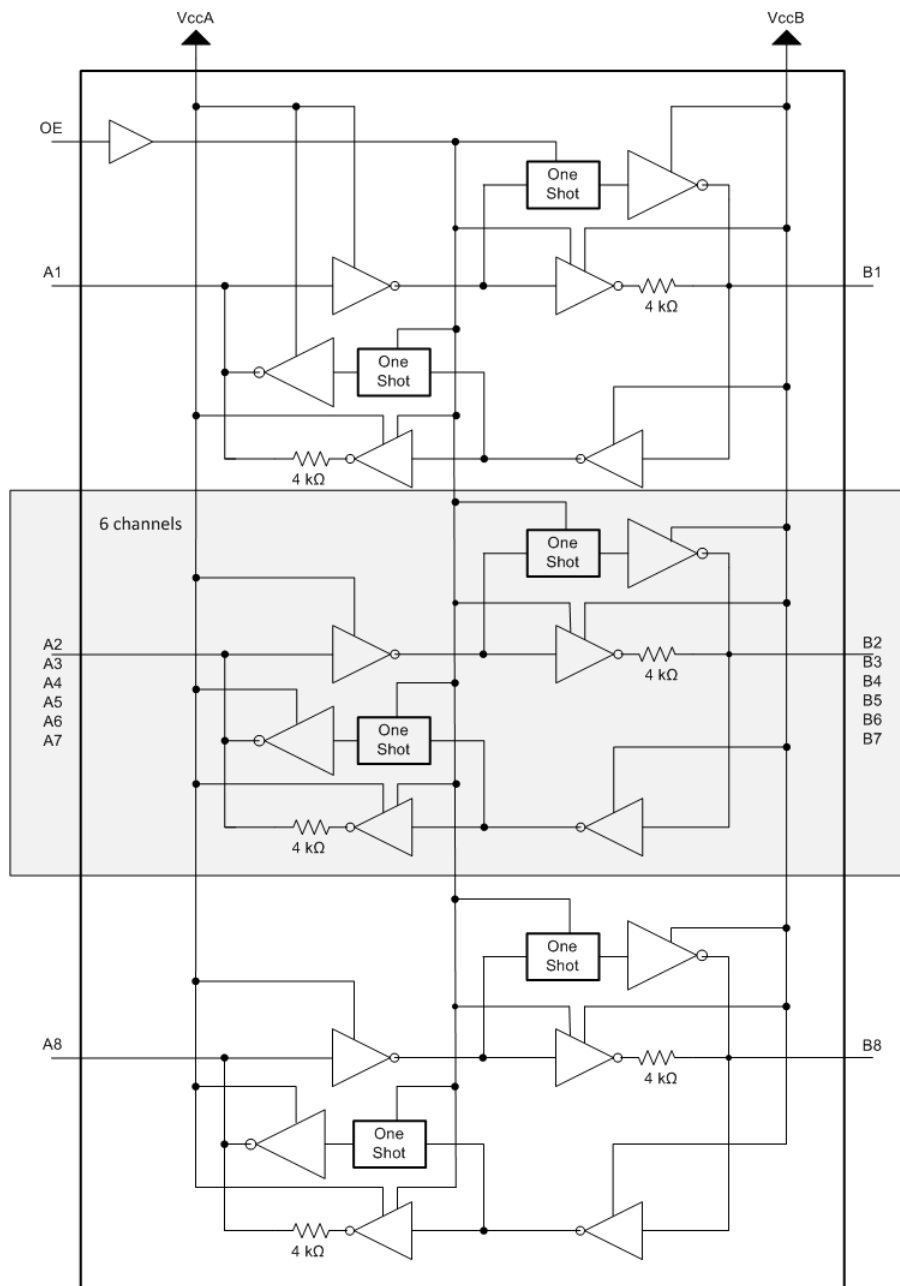 VccA
VccB
OE
One
Shot
A1
B1
4 kΩ
One
Shot
4 kΩ
6 channels
One
Shot
A2
A3
A4
A5
A6
A7
B2
B3
B4
B5
B6
B7
4 kΩ
One
Shot
4 kΩ
One
Shot
A8
B8
4 kΩ
One
Shot
4 kΩ